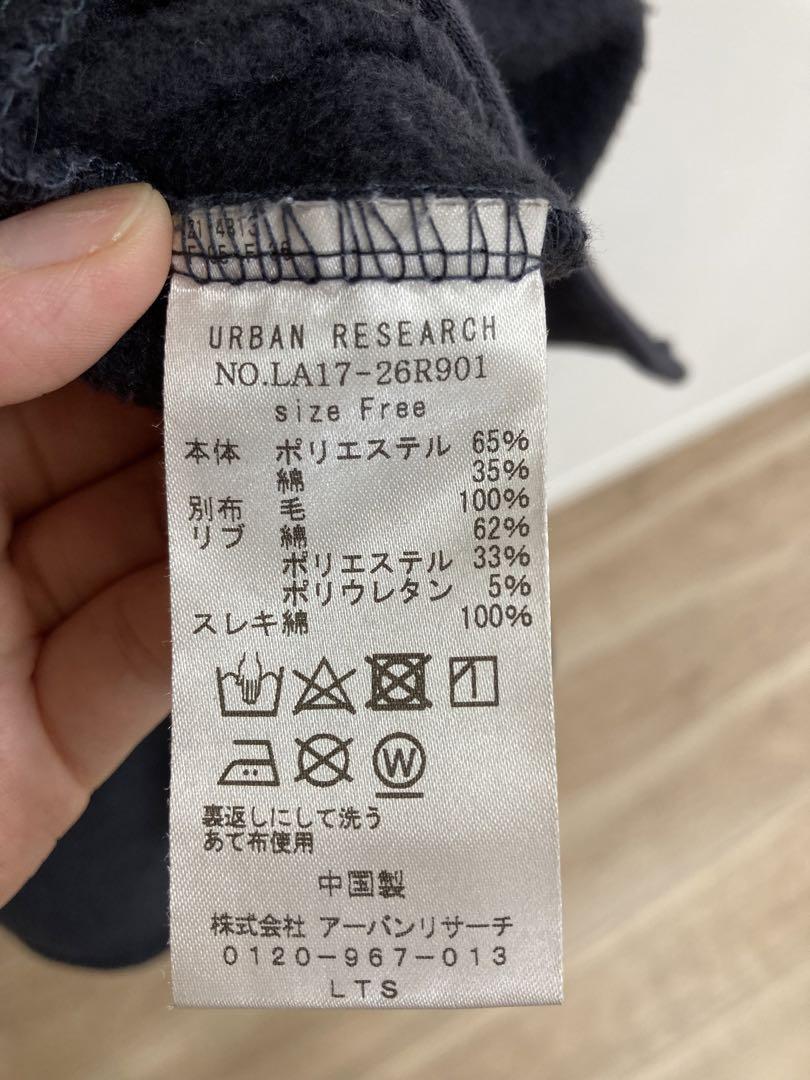 URBAN RESEARCH
NO.LA17-26R901
size Free
本体 ポリエステル 65%
綿 35%
別布 毛 100%
リブ 綿 62%
ポリエステル 33%
ポリウレタン 5%
スレキ綿 100%
W
裏返しにして洗う
あて布使用
中国製
株式会社 アーバンリサーチ
0120-967-013
LTS